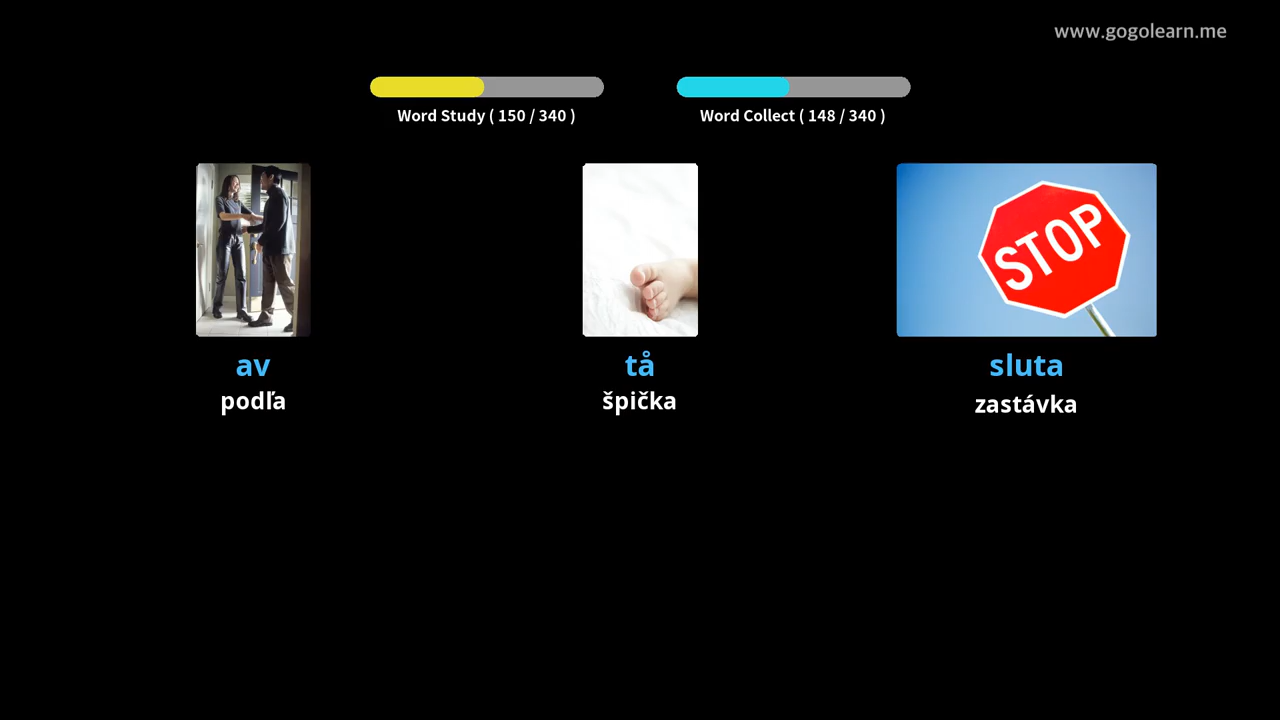 www.gogolearn.me
Word Study ( 150 / 340 )
Word Collect ( 148 / 340 )
STOP
av
tå
sluta
podľa
špička
zastávka